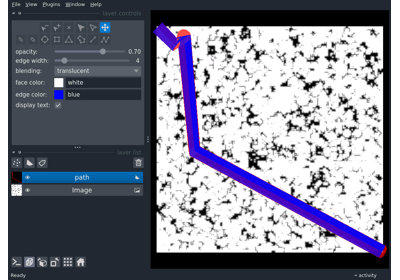 File View Plugins Window Help
layer controls
opacity: 0.70
edge width: 4
blending: translucent
face color: white
edge color: blue
display text:
layer list
path
Image
Ready
activity